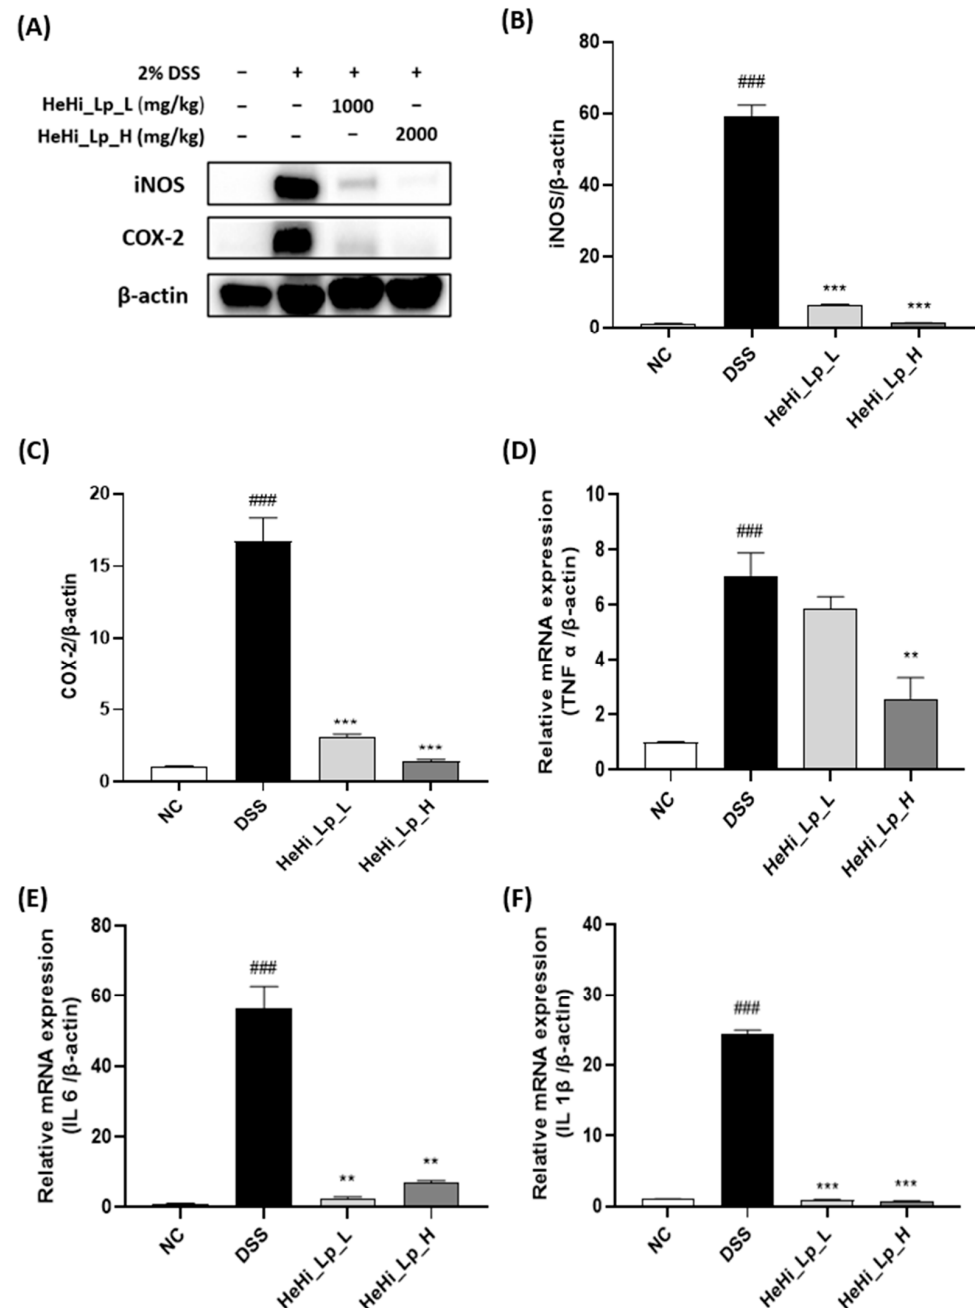 (A)
2% DSS – + + +
HeHi_Lp_L (mg/kg) – – 1000 –
HeHi_Lp_H (mg/kg) – – – 2000
iNOS
COX-2
β-actin
(B)
iNOS/β-actin
80
60
40
20
0
###
***
***
NC
DSS
HeHi_Lp_L
HeHi_Lp_H
(C)
COX-2/β-actin
20
15
10
5
0
###
***
***
NC
DSS
HeHi_Lp_L
HeHi_Lp_H
(D)
Relative mRNA expression
(TNF α /β-actin)
10
8
6
4
2
0
###
**
NC
DSS
HeHi_Lp_L
HeHi_Lp_H
(E)
Relative mRNA expression
(IL 6 /β-actin)
80
60
40
20
0
###
**
**
NC
DSS
HeHi_Lp_L
HeHi_Lp_H
(F)
Relative mRNA expression
(IL 1β /β-actin)
40
30
20
10
0
###
***
***
NC
DSS
HeHi_Lp_L
HeHi_Lp_H